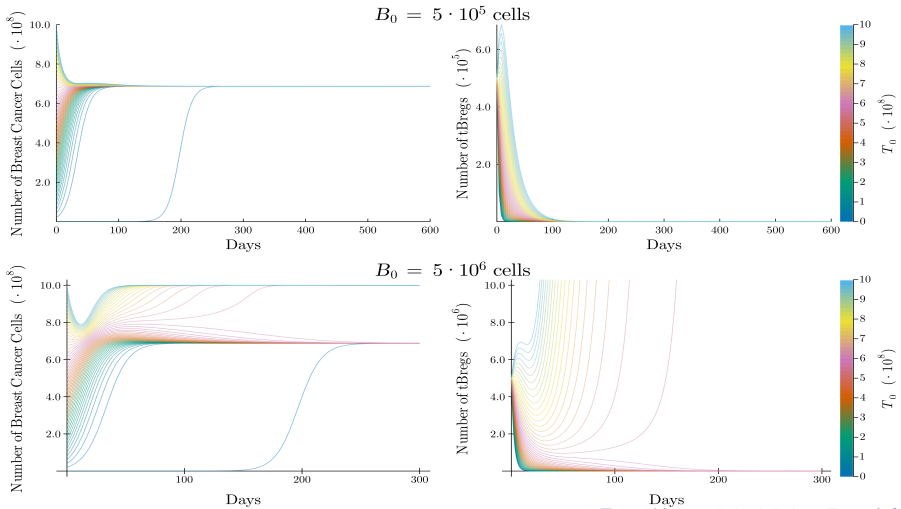 B₀ = 5 · 10⁵ cells
Number of Breast Cancer Cells (·10⁸)
10.0
8.0
6.0
4.0
2.0
0 100 200 300 400 500 600
Days
Number of tBregs (·10⁵)
6.0
4.0
2.0
0 100 200 300 400 500 600
Days
10
9
8
7
6
5
4
3
2
1
0
T₀ (·10⁸)
B₀ = 5 · 10⁶ cells
Number of Breast Cancer Cells (·10⁸)
10.0
8.0
6.0
4.0
2.0
100 200 300
Days
Number of tBregs (·10⁶)
10.0
8.0
6.0
4.0
2.0
100 200 300
Days
10
9
8
7
6
5
4
3
2
1
0
T₀ (·10⁸)